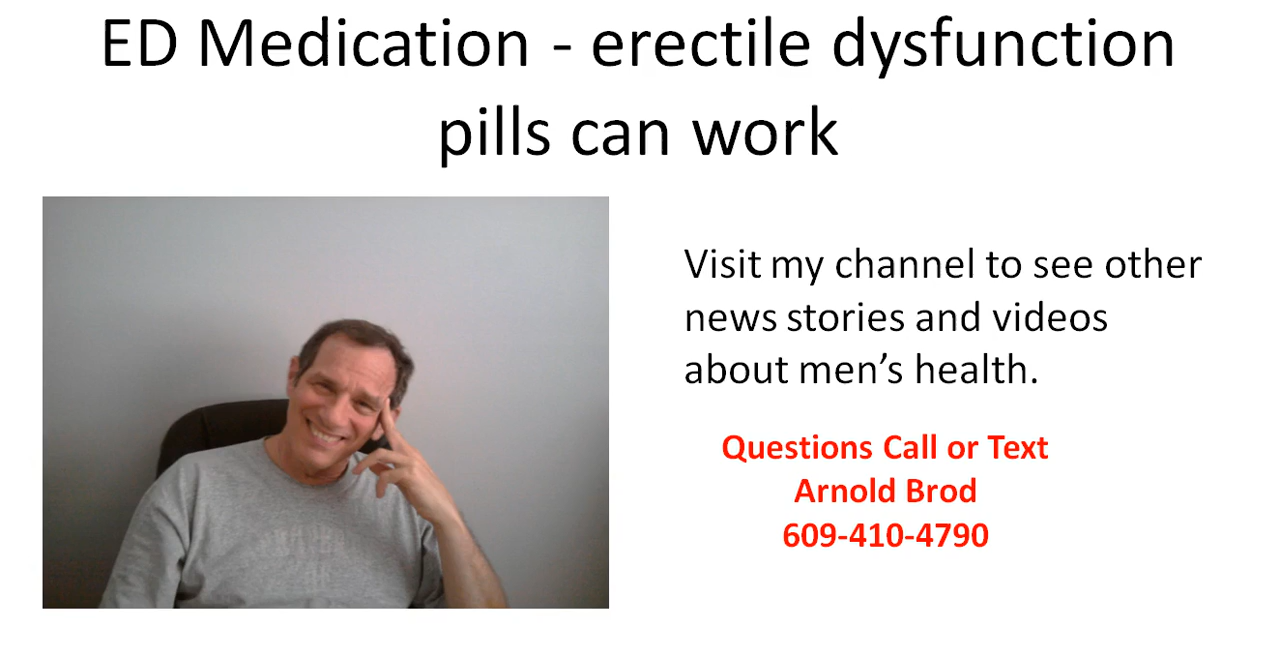 ED Medication - erectile dysfunction
pills can work
Visit my channel to see other
news stories and videos
about men's health.
Questions Call or Text
Arnold Brod
609-410-4790